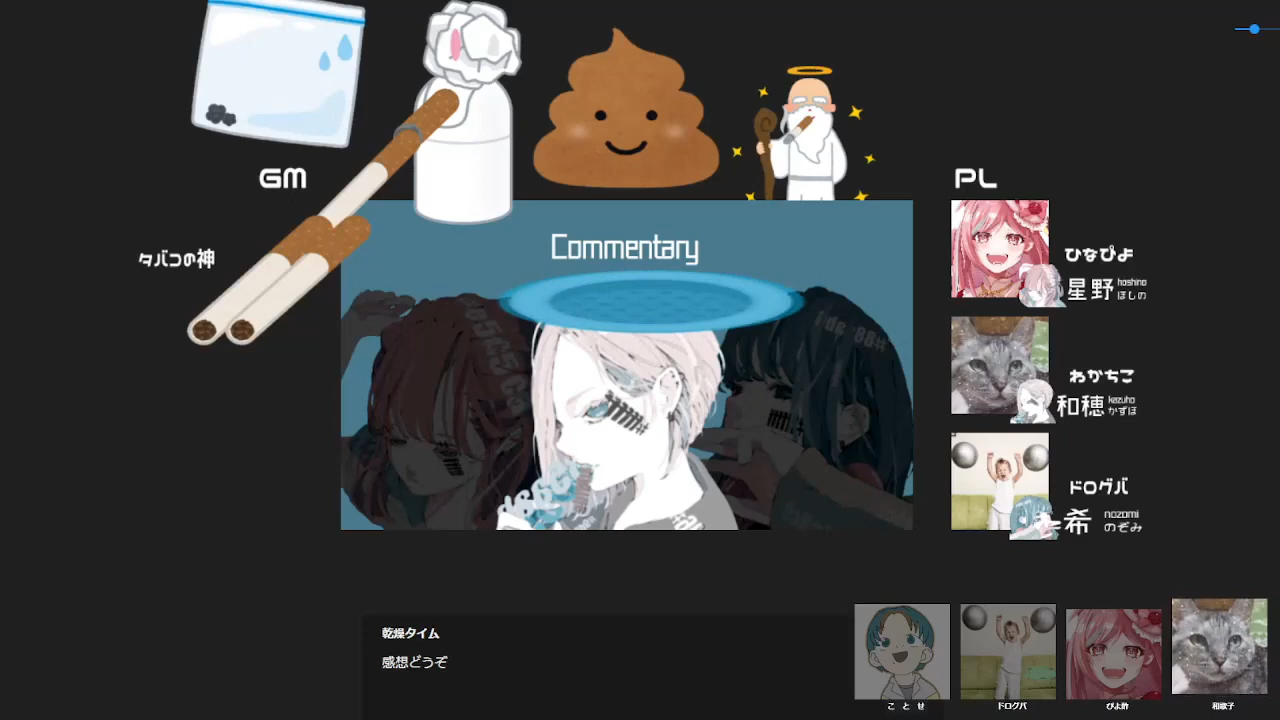 GM
タバコの神
Commentary
PL
ひなぴよ
星野
hoshino
ほしの
わかちこ
和穂
kazuho
かずほ
ドログバ
希
nozomi
のぞみ
乾燥タイム
感想どうぞ
ことせ
ドログバ
ぴよ酢
和歌子